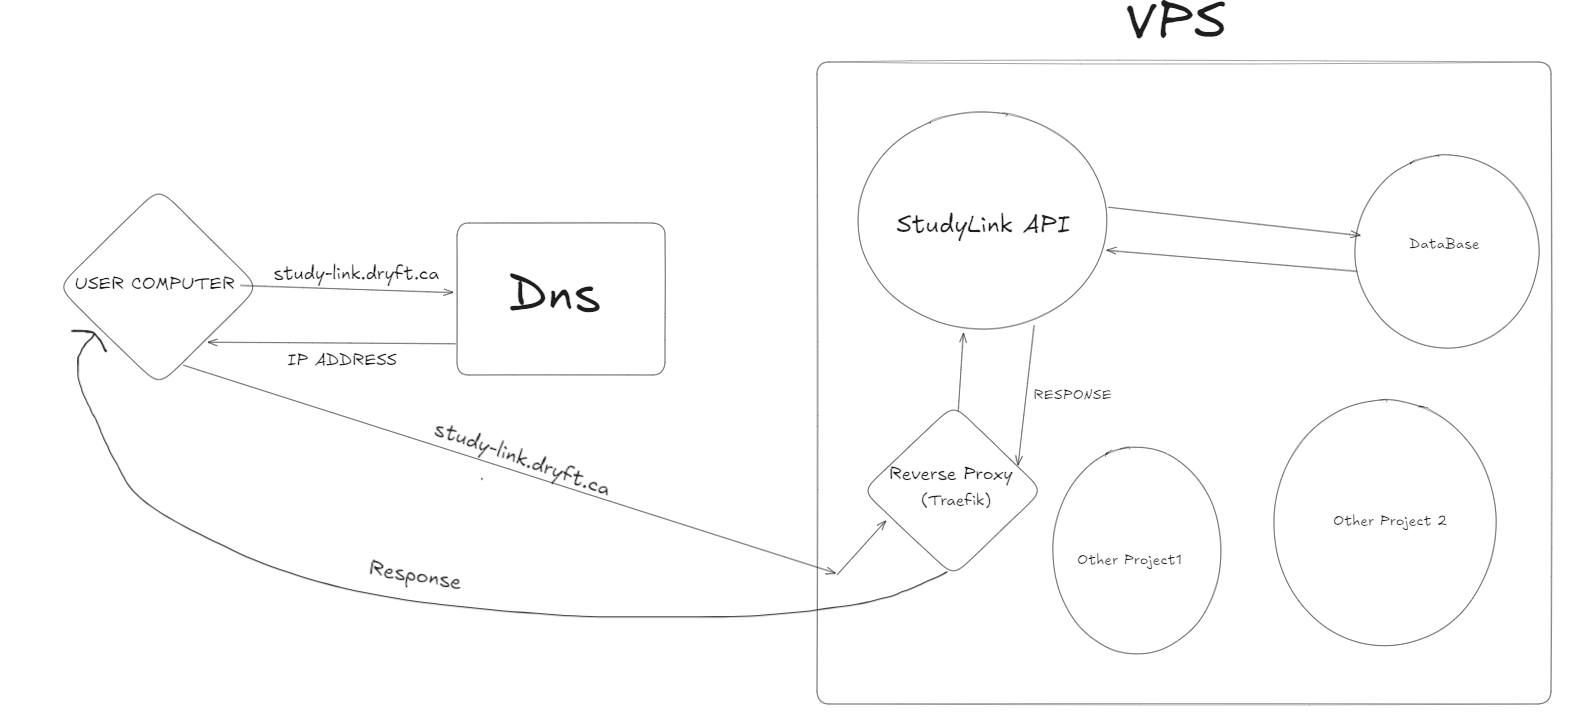 VPS
StudyLink API
DataBase
USER COMPUTER
study-link.dryft.ca
Dns
IP ADDRESS
RESPONSE
study-link.dryft.ca
Reverse Proxy
(Traefik)
Other Project 2
Other Project1
Response